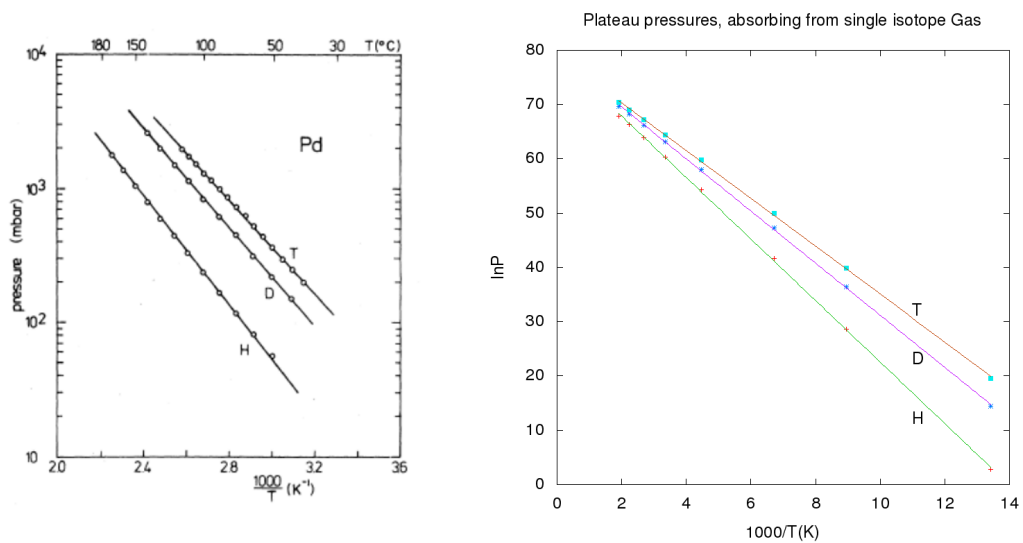 180 150 100 50 30 T(°C)
10⁴
10³
10²
10
pressure (mbar)
Pd
T
D
H
2.0 2.4 2.8 3.2 3.6
1000/T (K⁻¹)
Plateau pressures, absorbing from single isotope Gas
80
70
60
50
40
30
20
10
0
lnP
T
D
H
0 2 4 6 8 10 12 14
1000/T(K)